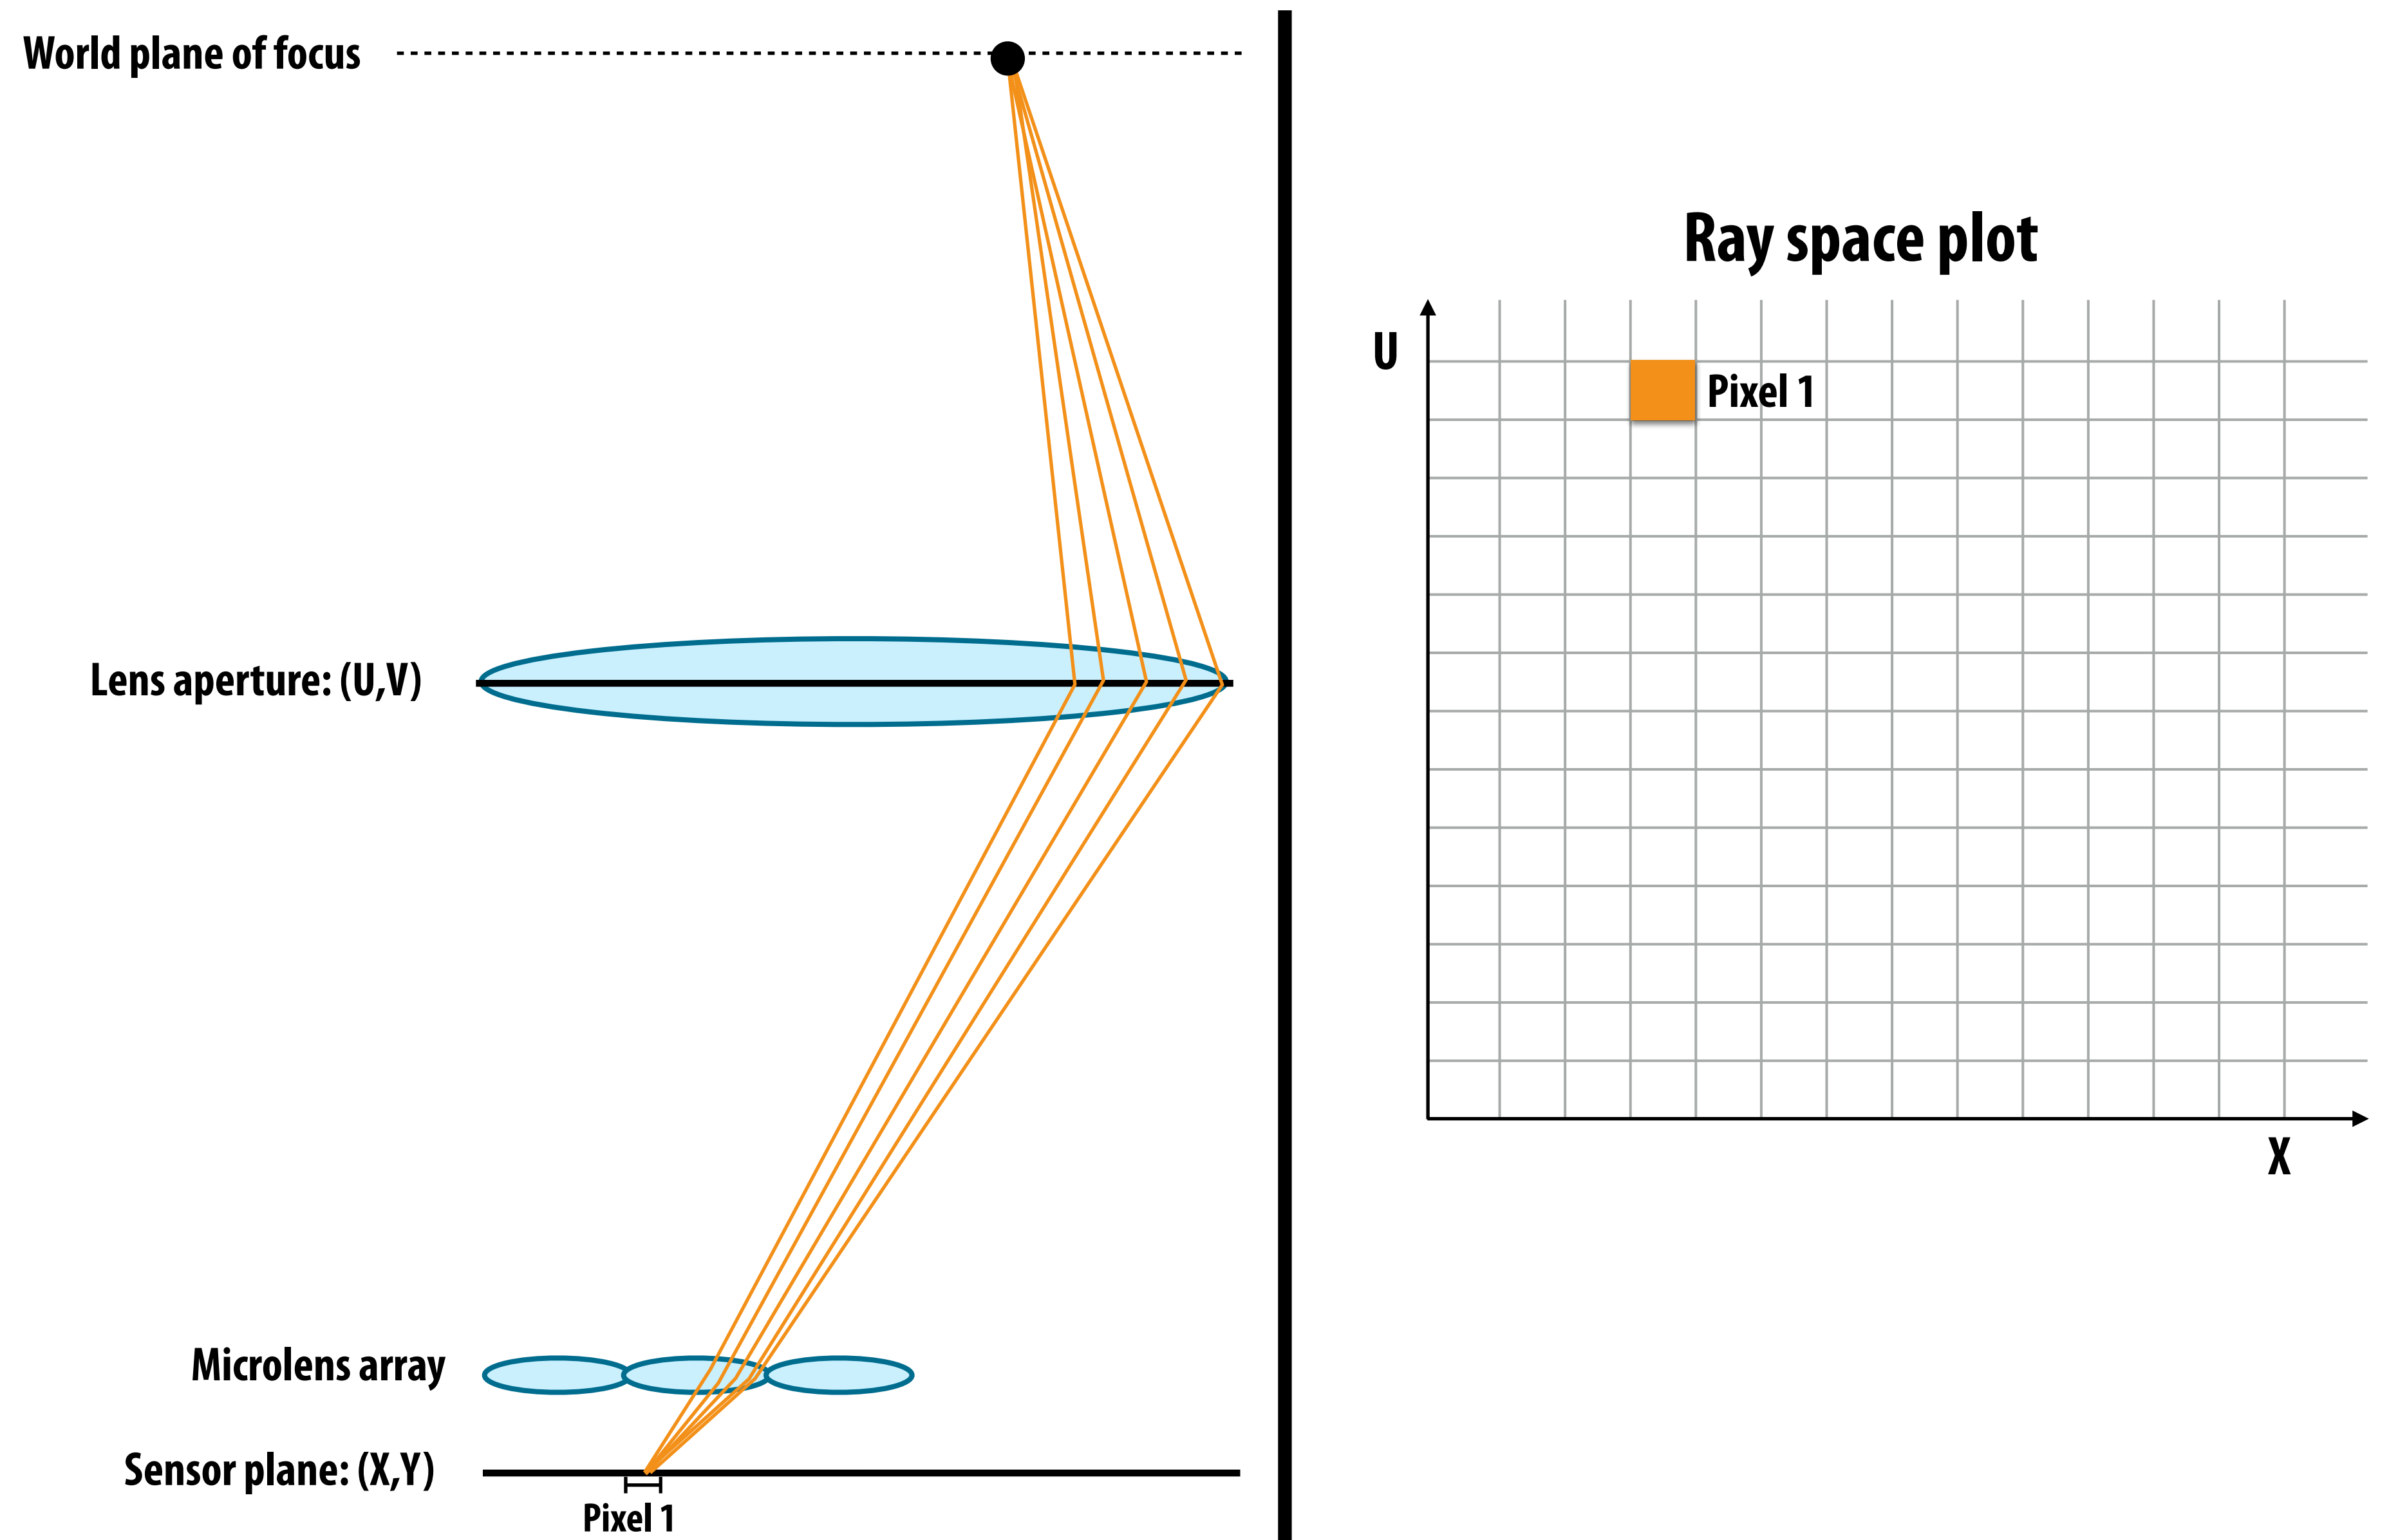 World plane of focus
Lens aperture: (U,V)
Microlens array
Sensor plane: (X,Y)
Pixel 1
Ray space plot
U
Pixel 1
X